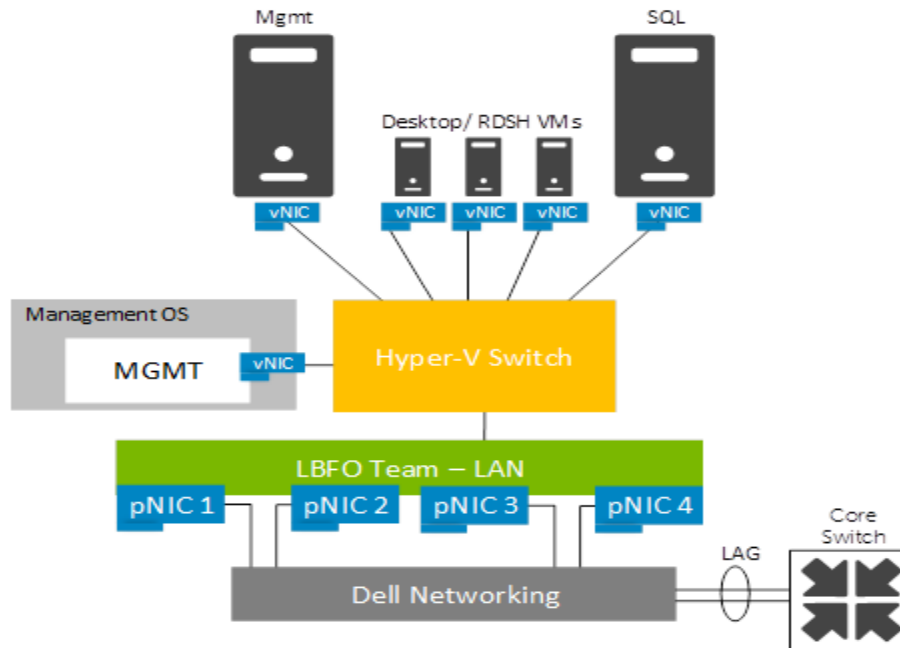 Mgmt
SQL
Desktop/ RDSH VMs
vNIC
vNIC
vNIC
vNIC
vNIC
Management OS
MGMT
vNIC
Hyper-V Switch
LBFO Team – LAN
pNIC 1
pNIC 2
pNIC 3
pNIC 4
Core
Switch
LAG
Dell Networking